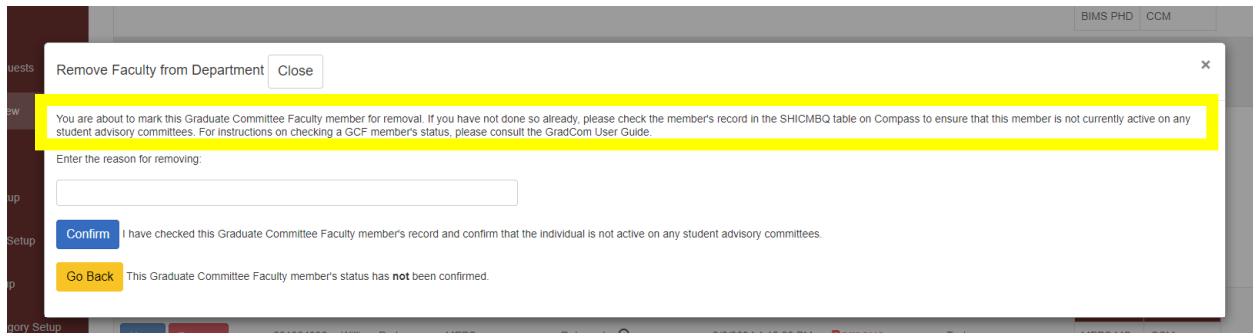 BIMS PHD CCM
Remove Faculty from Department Close ×
You are about to mark this Graduate Committee Faculty member for removal. If you have not done so already, please check the member's record in the SHICMBQ table on Compass to ensure that this member is not currently active on any
student advisory committees. For instructions on checking a GCF member's status, please consult the GradCom User Guide.
Enter the reason for removing:
Confirm I have checked this Graduate Committee Faculty member's record and confirm that the individual is not active on any student advisory committees.
Setup
Go Back This Graduate Committee Faculty member's status has not been confirmed.
gory Setup